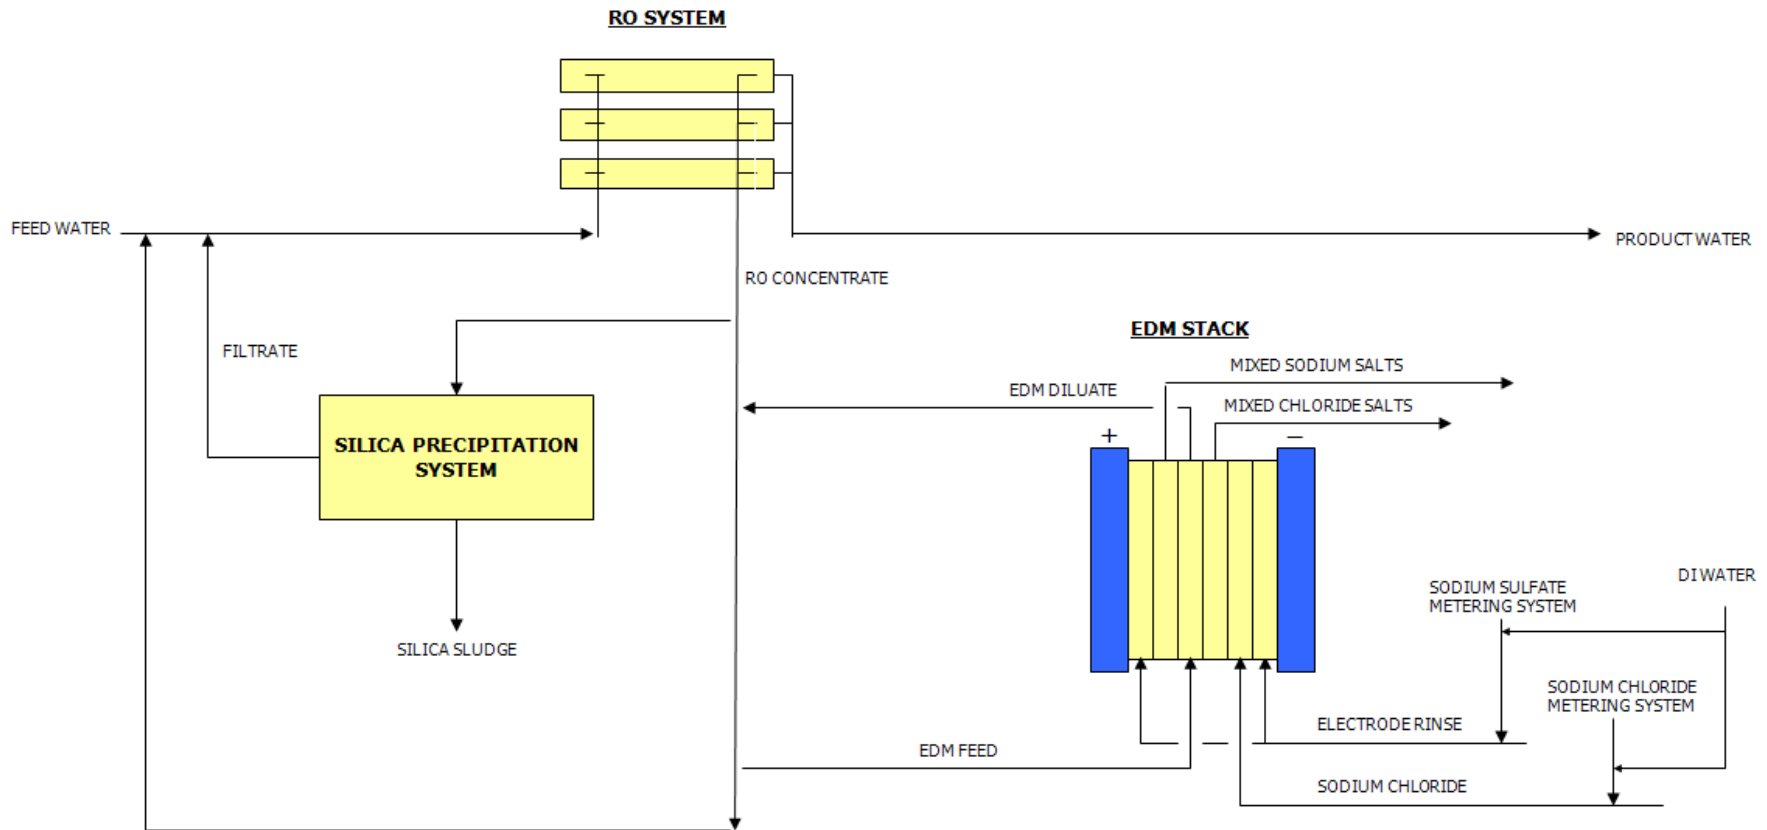 RO SYSTEM
FEED WATER
PRODUCT WATER
RO CONCENTRATE
EDM STACK
FILTRATE
MIXED SODIUM SALTS
EDM DILUATE
MIXED CHLORIDE SALTS
+
–
SILICA PRECIPITATION
SYSTEM
DI WATER
SODIUM SULFATE
METERING SYSTEM
SILICA SLUDGE
SODIUM CHLORIDE
METERING SYSTEM
ELECTRODE RINSE
EDM FEED
SODIUM CHLORIDE